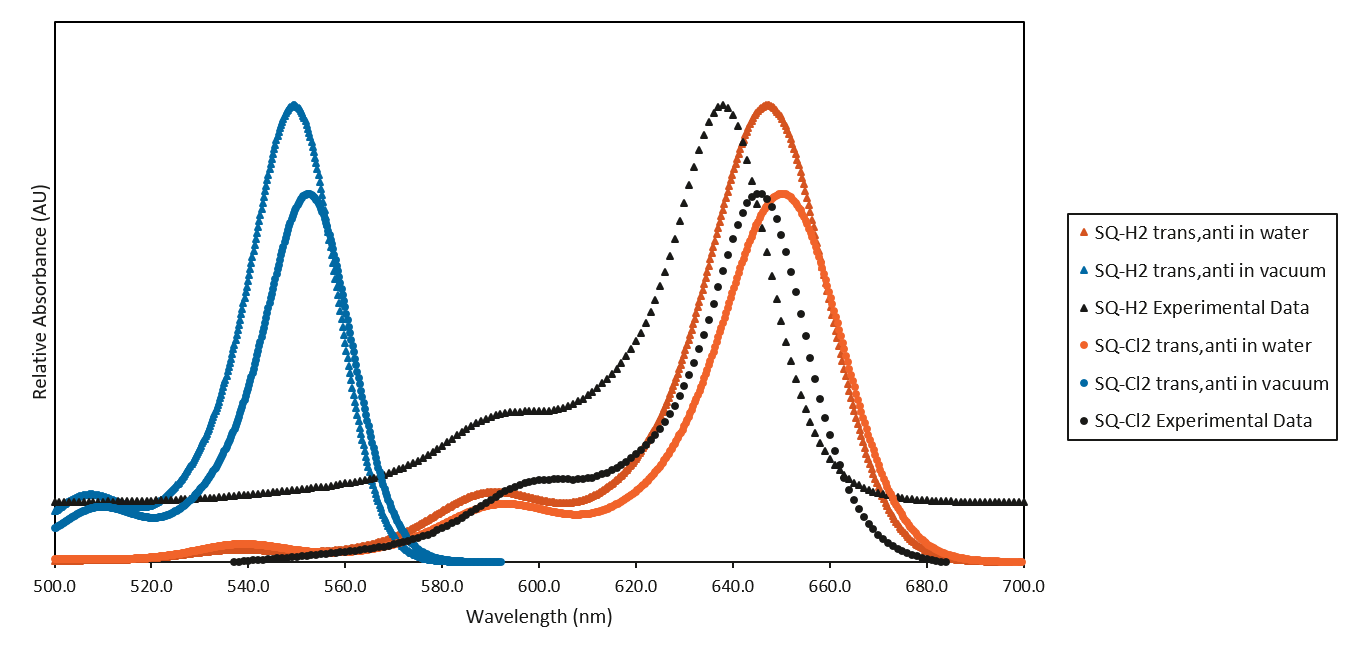 Relative Absorbance (AU)
500.0 520.0 540.0 560.0 580.0 600.0 620.0 640.0 660.0 680.0 700.0
Wavelength (nm)
SQ-H2 trans,anti in water
SQ-H2 trans,anti in vacuum
SQ-H2 Experimental Data
SQ-Cl2 trans,anti in water
SQ-Cl2 trans,anti in vacuum
SQ-Cl2 Experimental Data